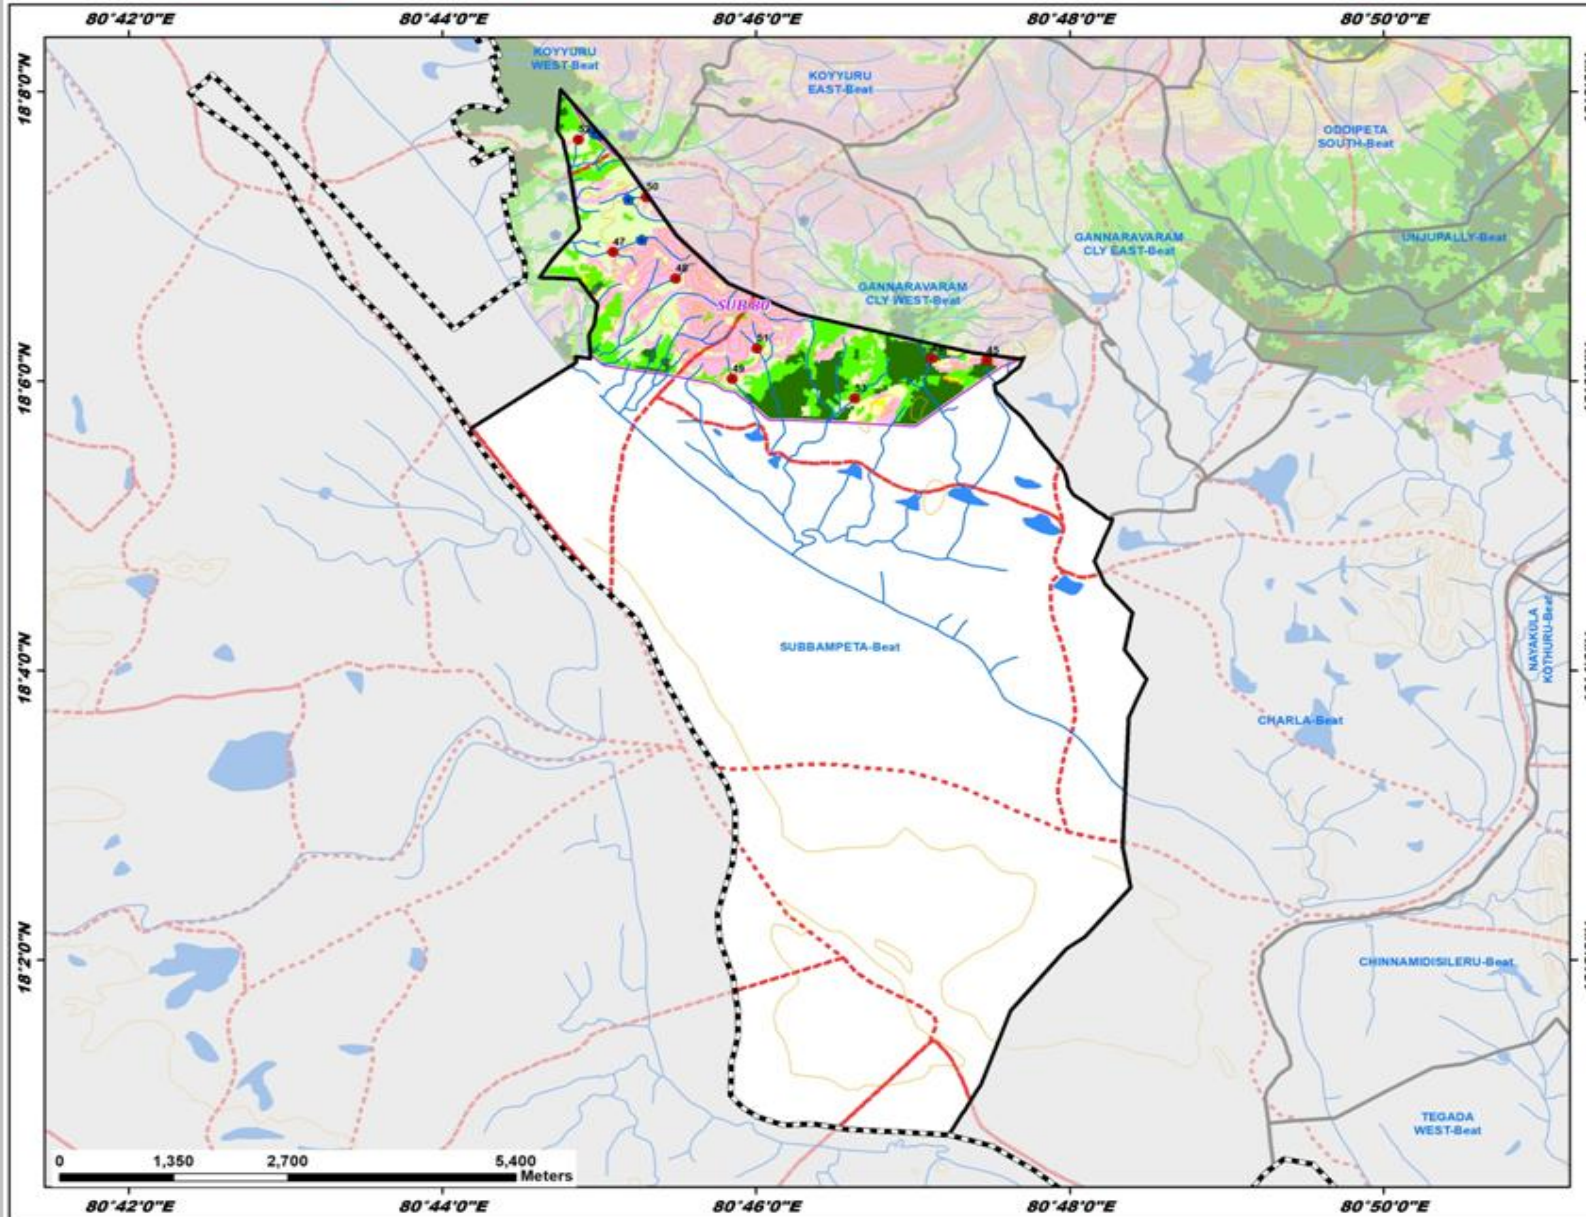 80°42'0"E 80°44'0"E 80°46'0"E 80°48'0"E 80°50'0"E
KOYYURU
WEST-Beat
KOYYURU
EAST-Beat
18°8'0"N
ODDIPETA
SOUTH-Beat
50
GANNARAVARAM
CLY EAST-Beat
UNJUPALLY-Beat
47
48
GANNARAVARAM
CLY WEST-Beat
SUB 80
51
45
18°6'0"N
49
53
SUBBAMPETA-Beat
NAYAKULA
KOTHURU-Beat
18°4'0"N
CHARLA-Beat
18°2'0"N
CHINNAMIDISILERU-Beat
TEGADA
WEST-Beat
0 1,350 2,700 5,400
Meters
80°42'0"E 80°44'0"E 80°46'0"E 80°48'0"E 80°50'0"E